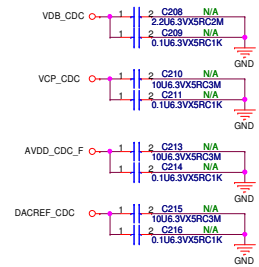 VDB_CDC 1 2 C208 N/A
2.2U6.3VX5RC2M
1 2 C209 N/A
0.1U6.3VX5RC1K
GND
VCP_CDC 1 2 C210 N/A
10U6.3VX5RC3M
1 2 C211 N/A
0.1U6.3VX5RC1K
GND
AVDD_CDC_F 1 2 C213 N/A
10U6.3VX5RC3M
1 2 C214 N/A
0.1U6.3VX5RC1K
GND
DACREF_CDC 1 2 C215 N/A
10U6.3VX5RC3M
1 2 C216 N/A
0.1U6.3VX5RC1K
GND